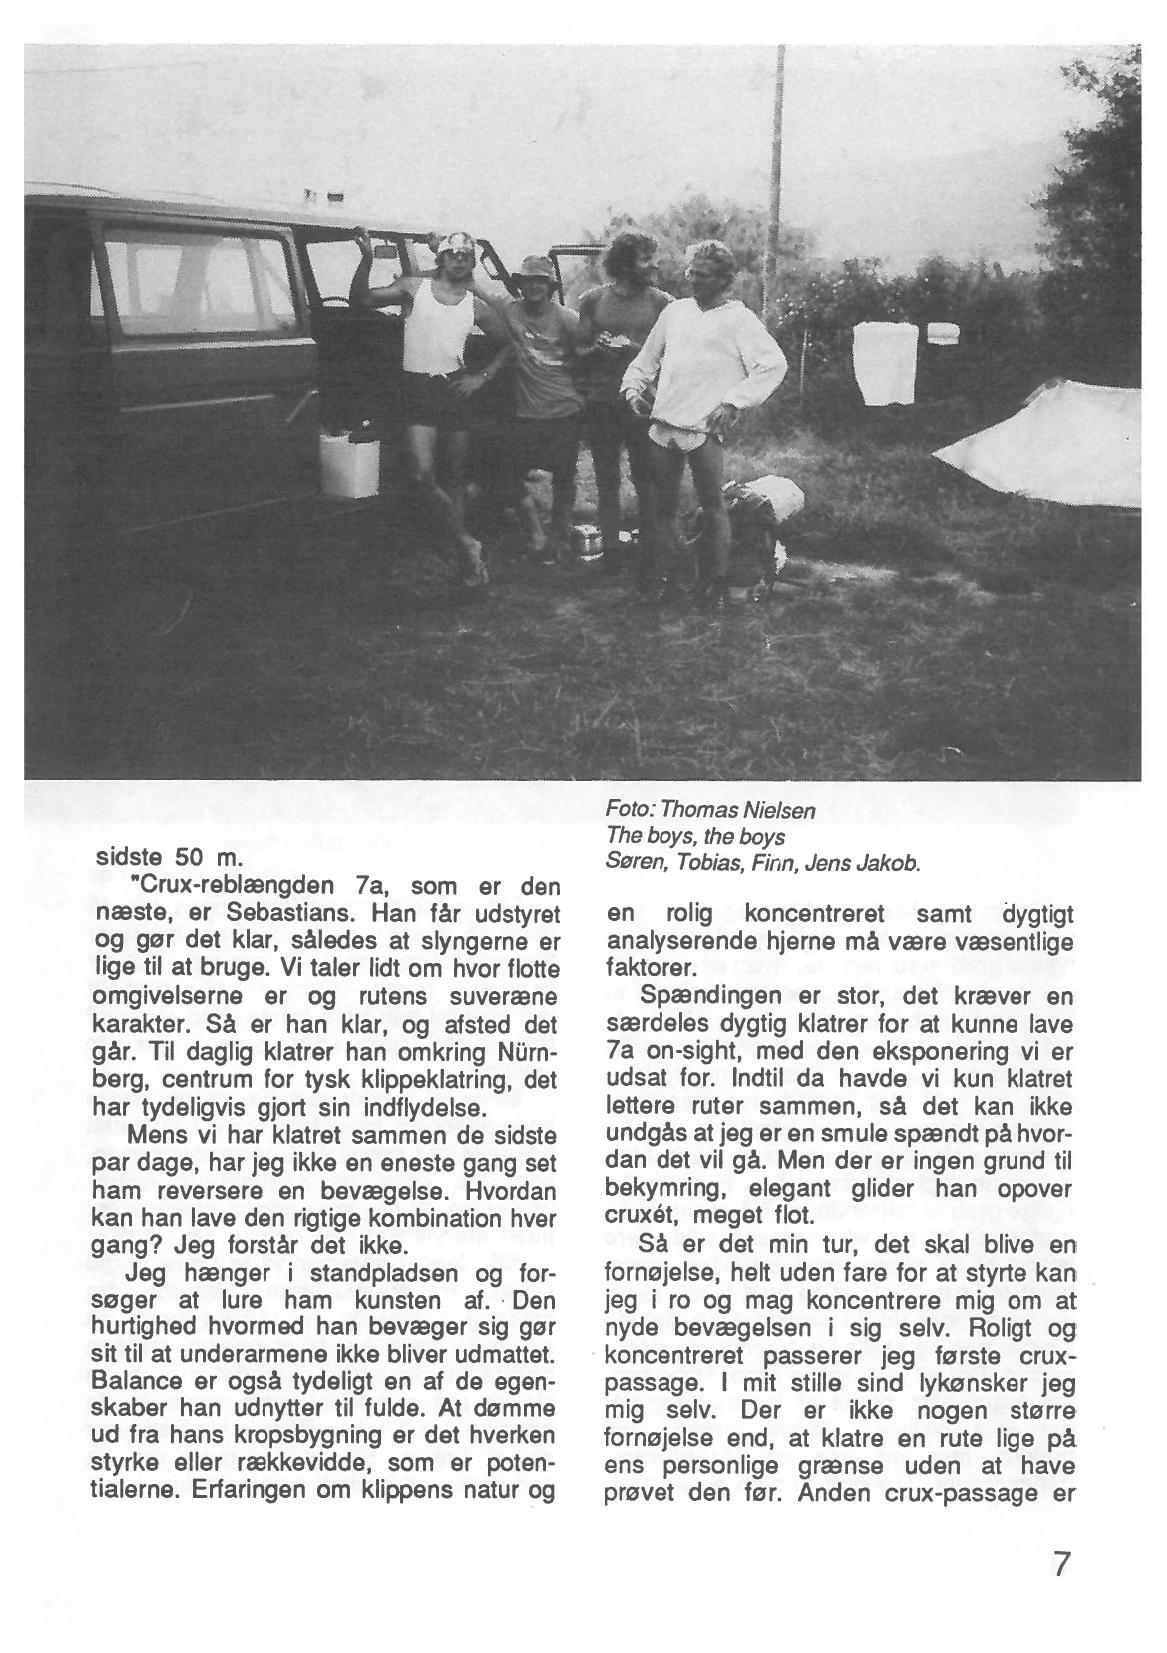 sidste 50 m.
"Crux-reblængden 7a, som er den
næste, er Sebastians. Han får udstyret
og gør det klar, således at slyngerne er
lige til at bruge. Vi taler lidt om hvor flotte
omgivelserne er og rutens suveræne
karakter. Så er han klar, og afsted det
går. Til daglig klatrer han omkring Nürn-
berg, centrum for tysk klippeklatring, det
har tydeligvis gjort sin indflydelse.
Mens vi har klatret sammen de sidste
par dage, har jeg ikke en eneste gang set
ham reversere en bevægelse. Hvordan
kan han lave den rigtige kombination hver
gang? Jeg forstår det ikke.
Jeg hænger i standpladsen og for-
søger at lure ham kunsten af. Den
hurtighed hvormed han bevæger sig gør
sit til at underarmene ikke bliver udmattet.
Balance er også tydeligt en af de egen-
skaber han udnytter til fulde. At dømme
ud fra hans kropsbygning er det hverken
styrke eller rækkevidde, som er poten-
tialerne. Erfaringen om klippens natur og
Foto: Thomas Nielsen
The boys, the boys
Søren, Tobias, Finn, Jens Jakob.
en rolig koncentreret samt dygtigt
analyserende hjerne må være væsentlige
faktorer.
Spændingen er stor, det kræver en
særdeles dygtig klatrer for at kunne lave
7a on-sight, med den eksponering vi er
udsat for. Indtil da havde vi kun klatret
lettere ruter sammen, så det kan ikke
undgås at jeg er en smule spændt på hvor-
dan det vil gå. Men der er ingen grund til
bekymring, elegant glider han opover
cruxét, meget flot.
Så er det min tur, det skal blive en
fornøjelse, helt uden fare for at styrte kan
jeg i ro og mag koncentrere mig om at
nyde bevægelsen i sig selv. Roligt og
koncentreret passerer jeg første crux-
passage. I mit stille sind lykønsker jeg
mig selv. Der er ikke nogen større
fornøjelse end, at klatre en rute lige på
ens personlige grænse uden at have
prøvet den før. Anden crux-passage er
7